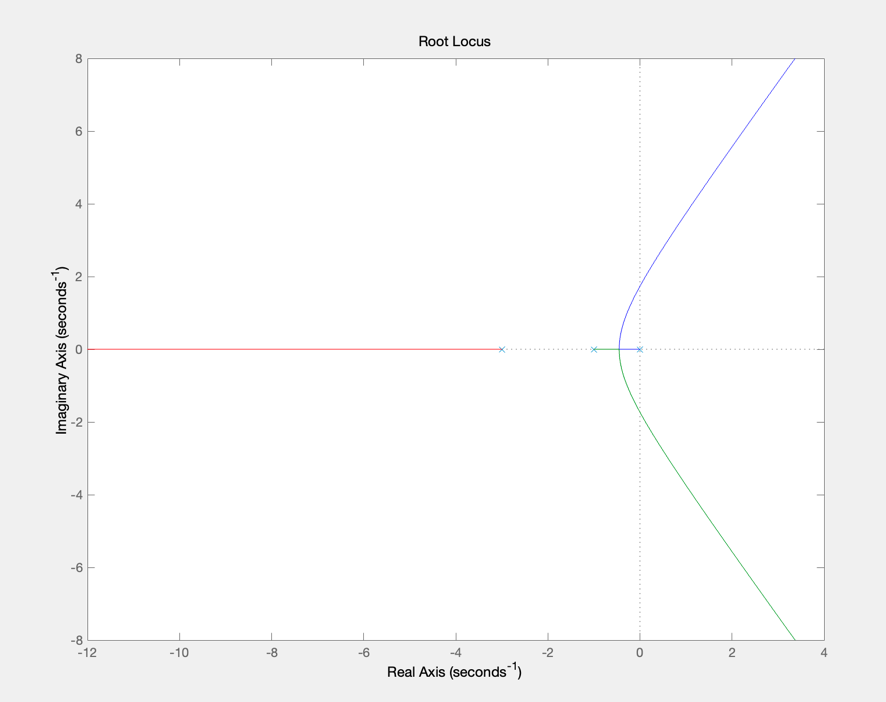 Root Locus
8
6
4
2
0
-2
-4
-6
-8
Imaginary Axis (seconds⁻¹)
-12 -10 -8 -6 -4 -2 0 2 4
Real Axis (seconds⁻¹)